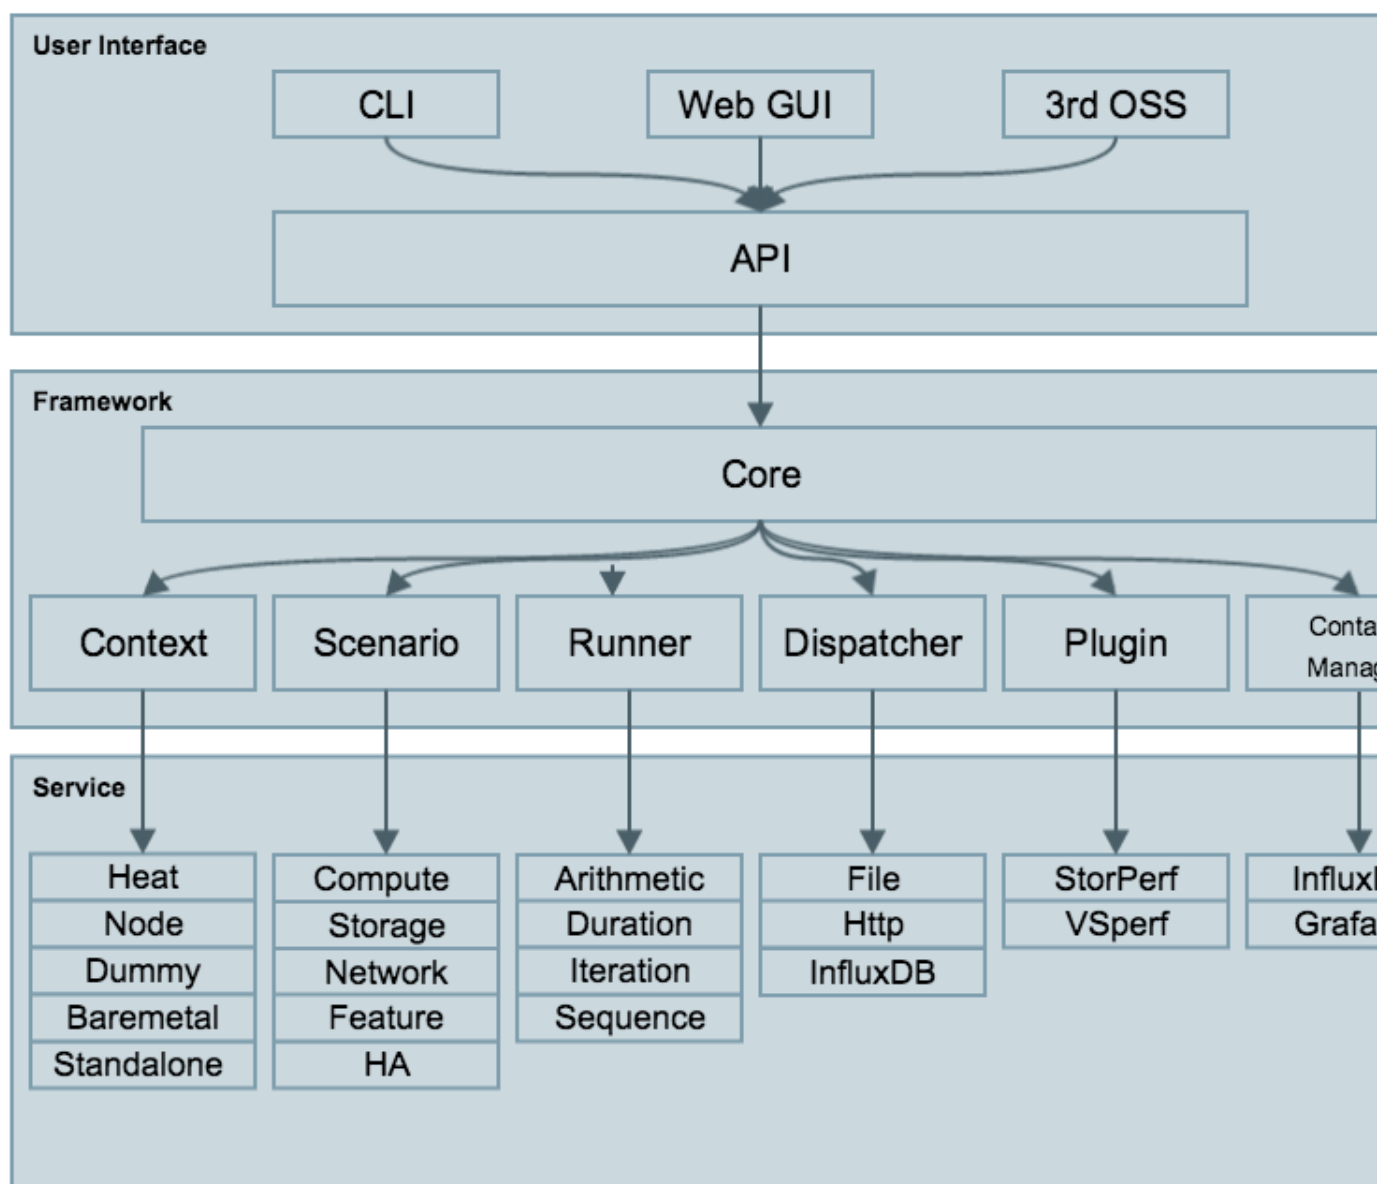 User Interface
CLI
Web GUI
3rd OSS
API
Framework
Core
Context
Scenario
Runner
Dispatcher
Plugin
Service
Heat
Node
Dummy
Baremetal
Standalone
Compute
Storage
Network
Feature
HA
Arithmetic
Duration
Iteration
Sequence
File
Http
InfluxDB
StorPerf
VSperf